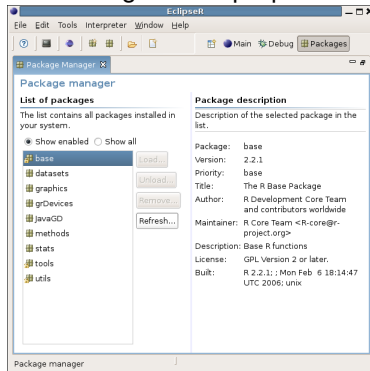 EclipseR
File Edit Tools Interpreter Window Help
Main Debug Packages
Package Manager
Package manager
List of packages
The list contains all packages installed in
your system.
Show enabled Show all
base
datasets
graphics
grDevices
JavaGD
methods
stats
tools
utils
Load...
Unload...
Remove...
Refresh...
Package description
Description of the selected package in the
list.
Package: base
Version: 2.2.1
Priority: base
Title: The R Base Package
Author: R Development Core Team
and contributors worldwide
Maintainer: R Core Team <R-core@r-
project.org>
Description: Base R functions
License: GPL Version 2 or later.
Built: R 2.2.1; ; Mon Feb 6 18:14:47
UTC 2006; unix
Package manager